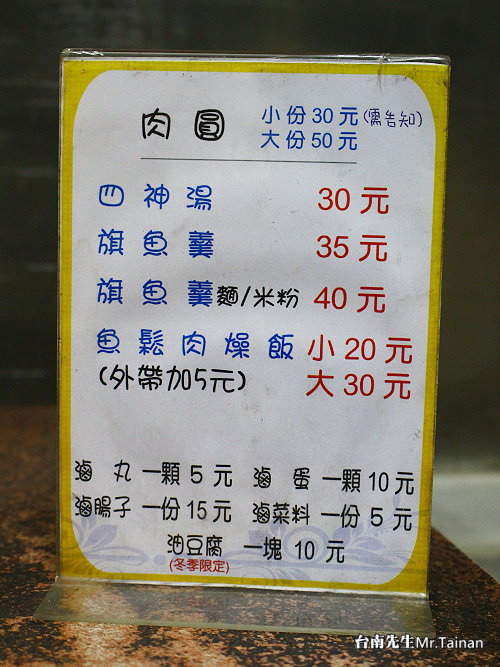 肉圓 小份30元(需告知)
大份50元
四神湯 30元
旗魚羹 35元
旗魚羹麵/米粉 40元
魚鬆肉燥飯 小20元
(外帶加5元) 大30元
滷丸 一顆5元 滷蛋 一顆10元
滷腸子 一份15元 滷菜料 一份5元
油豆腐 一塊10元
(冬季限定)
台南先生Mr.Tainan